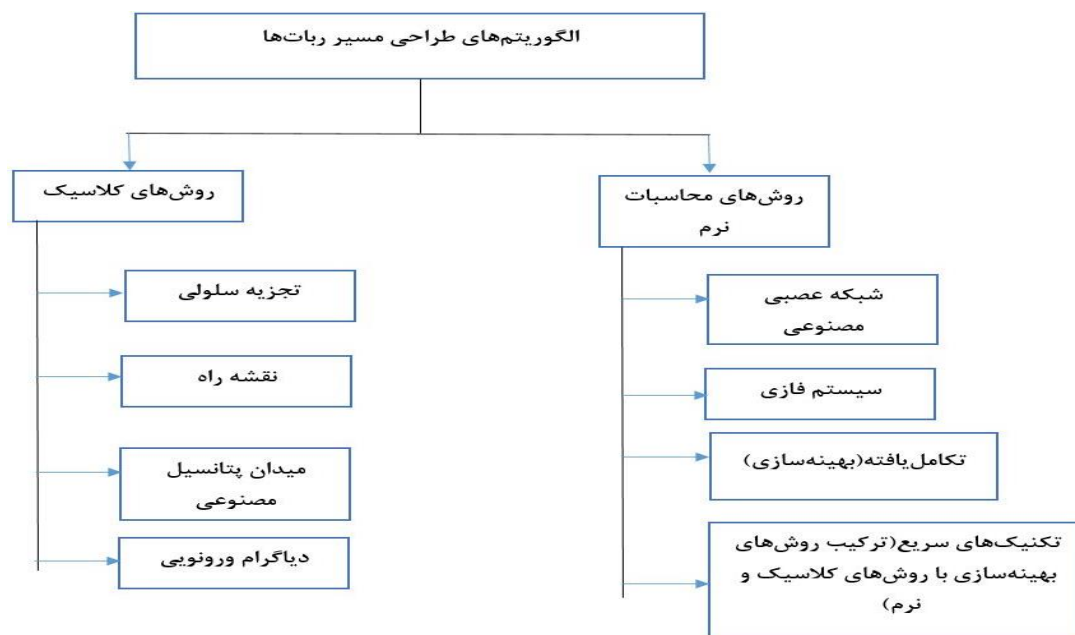 الگوریتم‌های طراحی مسیر ربات‌ها
روش‌های محاسبات
نرم
شبکه عصبی
مصنوعی
سیستم فازی
تکامل‌یافته(بهینه‌سازی)
تکنیک‌های سریع(ترکیب روش‌های
بهینه‌سازی با روش‌های کلاسیک و
نرم)
روش‌های کلاسیک
تجزیه سلولی
نقشه راه
میدان پتانسیل
مصنوعی
دیاگرام ورونویی